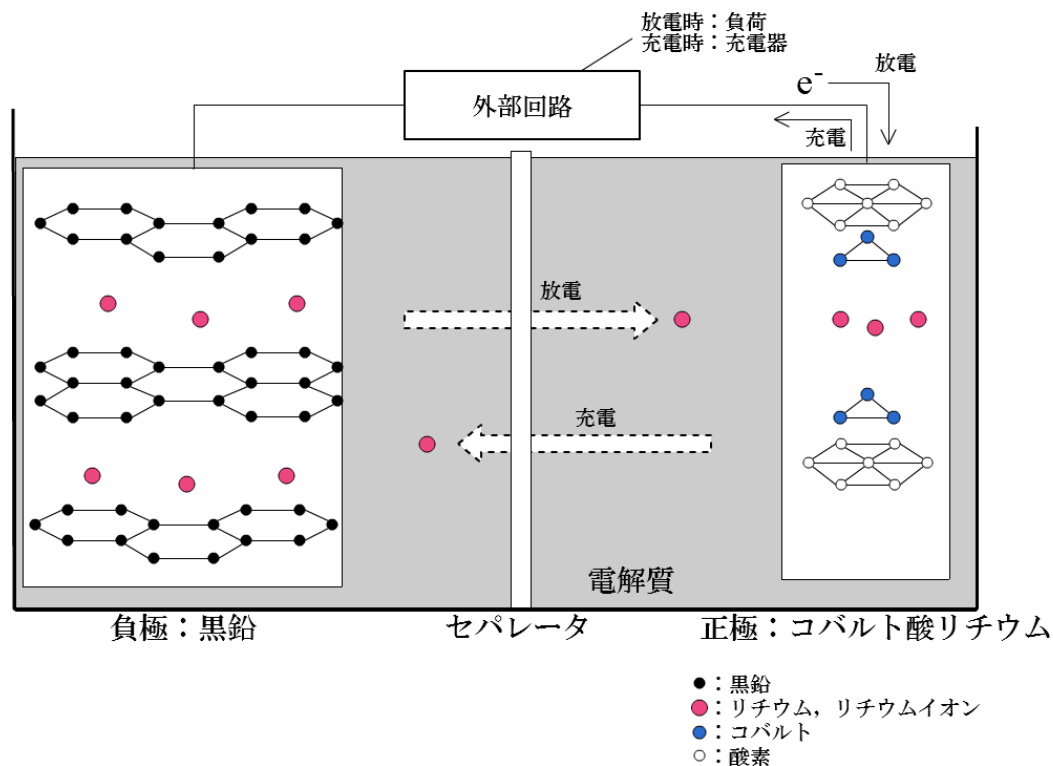 放電時：負荷
充電時：充電器
外部回路
e⁻
放電
充電
放電
充電
電解質
負極：黒鉛
セパレータ
正極：コバルト酸リチウム
：黒鉛
：リチウム，リチウムイオン
：コバルト
：酸素